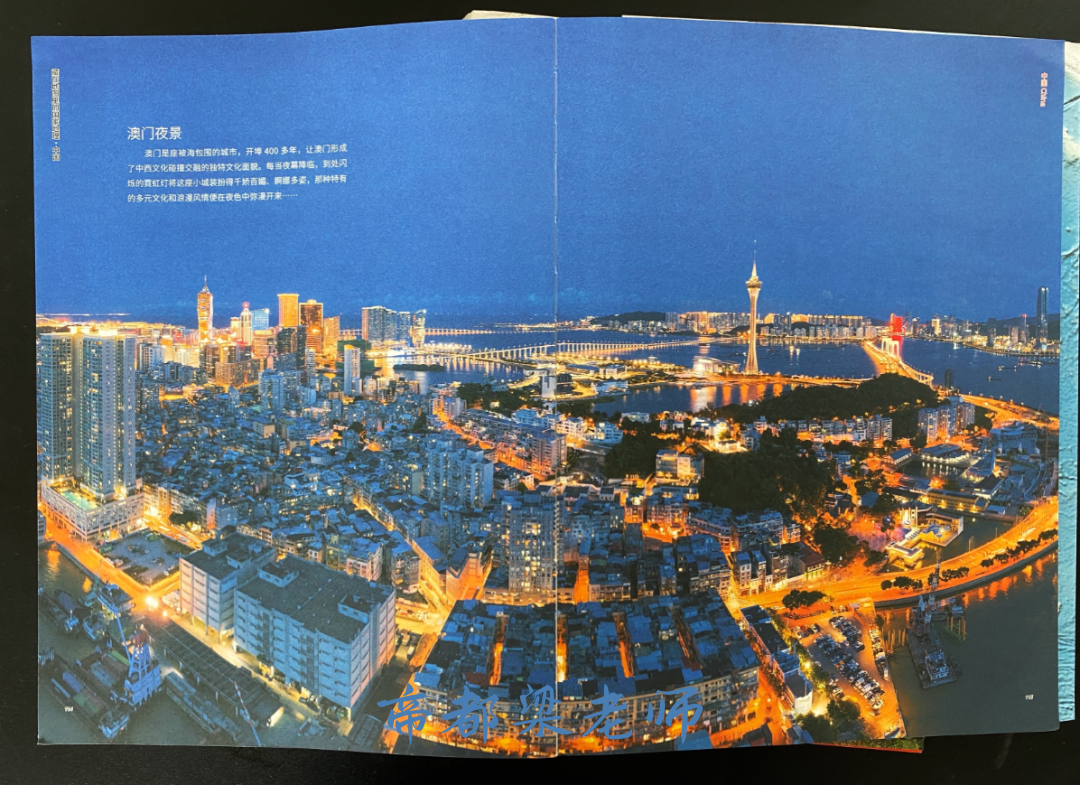 澳门夜景
澳门是座被海包围的城市，开埠 400 多年，让澳门形成
了中西文化碰撞交融的独特文化面貌。每当夜幕降临，到处闪
烁的霓虹灯将这座小城装扮得千娇百媚、婀娜多姿，那种特有
的多元文化和浪漫风情便在夜色中弥漫开来……
中国 China
帝都梁老师